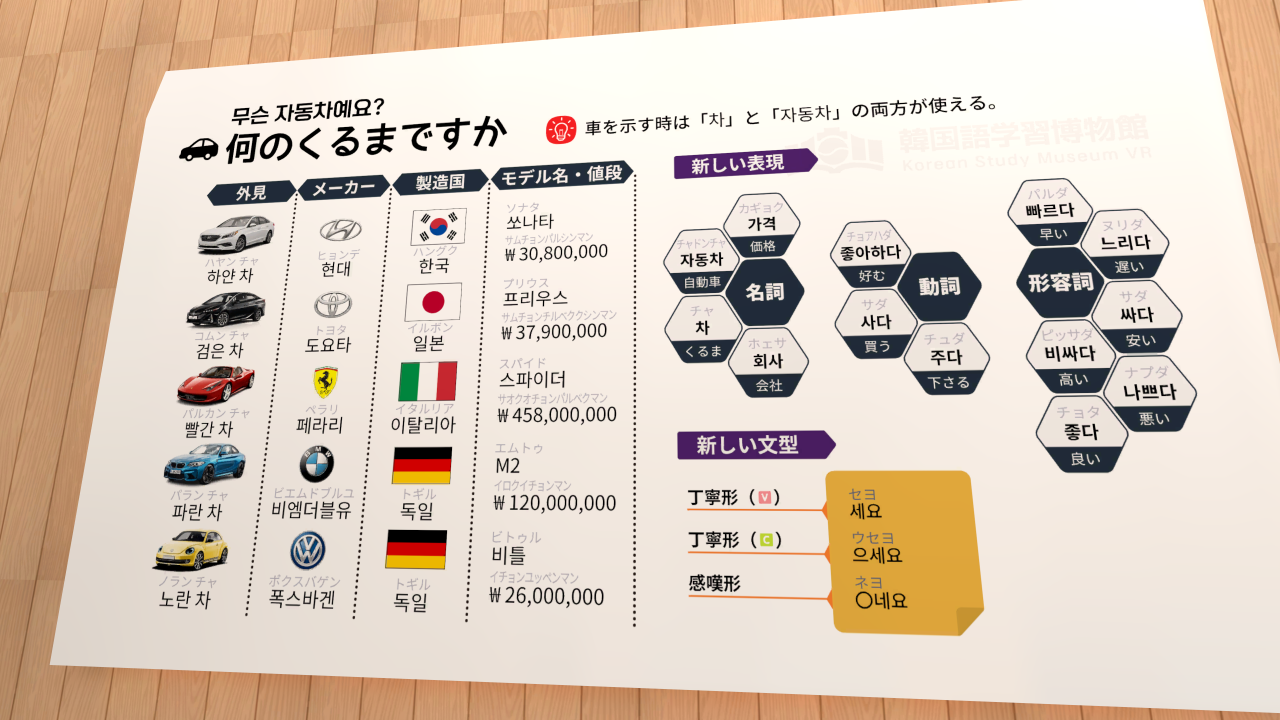 무슨 자동차예요?
何のくるまですか
車を示す時は「차」と「자동차」の両方が使える。
韓国語学習博物館
Korean Study Museum VR
外見
メーカー
製造国
モデル名・値段
ハヤン チャ
하얀 차
ヒョンデ
현대
ハングク
한국
ソナタ
쏘나타
サムチョンパルシンマン
₩30,800,000
コムン チャ
검은 차
トヨタ
도요타
イルボン
일본
プリウス
프리우스
サムチョンチルベククシンマン
₩37,900,000
パルカン チャ
빨간 차
ペラリ
페라리
イタルリア
이탈리아
スパイド
스파이더
サオクオチョンパルベクマン
₩458,000,000
パラン チャ
파란 차
BMW
ビエムドブルユ
비엠더블유
トギル
독일
エムトゥ
M2
イロクイチョンマン
₩120,000,000
ノラン チャ
노란 차
ポクスバゲン
폭스바겐
トギル
독일
ビトゥル
비틀
イチョンユッペンマン
₩26,000,000
新しい表現
カギョク
가격
価格
チャドンチャ
자동차
自動車
名詞
チャ
차
くるま
ホェサ
회사
会社
チョアハダ
좋아하다
好む
動詞
サダ
사다
買う
チュダ
주다
下さる
パルダ
빠르다
早い
ヌリダ
느리다
遅い
形容詞
サダ
싸다
安い
ピッサダ
비싸다
高い
ナプダ
나쁘다
悪い
チョタ
좋다
良い
新しい文型
丁寧形（V）
セヨ
세요
丁寧形（C）
ウセヨ
으세요
感嘆形
ネヨ
〇네요